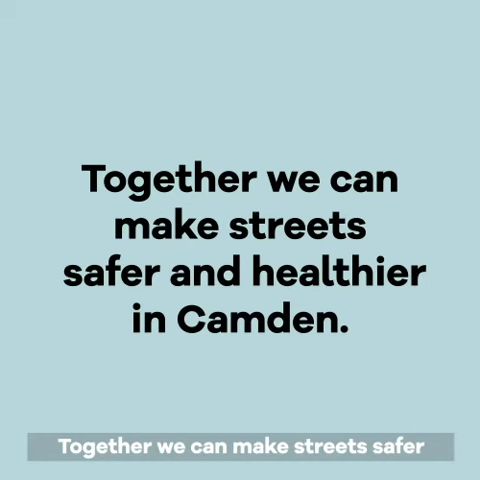 Together we can
make streets
safer and healthier
in Camden.
Together we can make streets safer